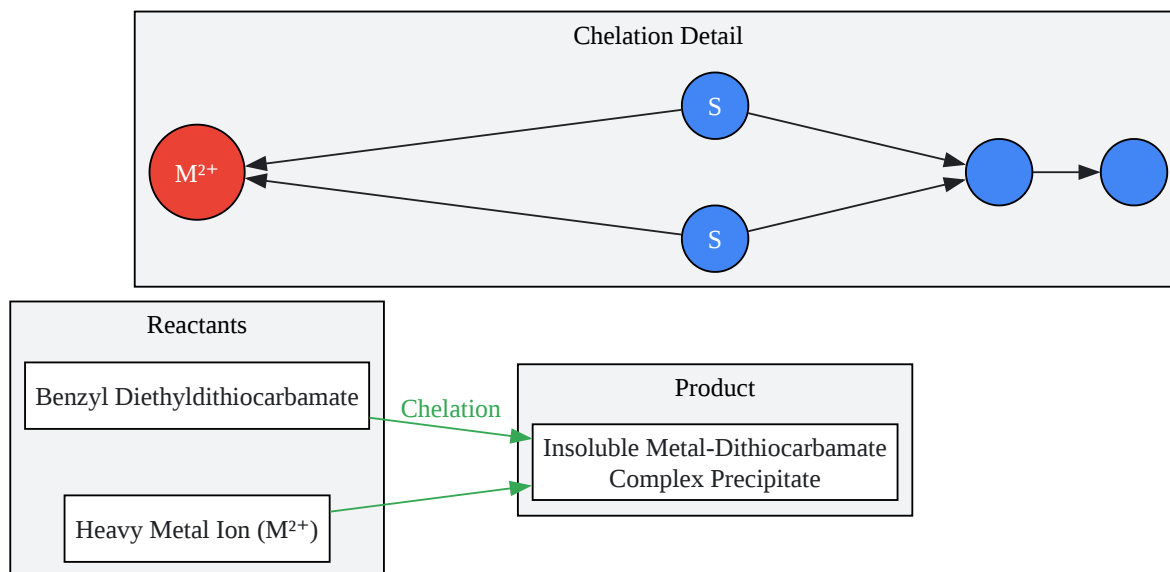 Chelation Detail
S
M²⁺
S
Reactants
Benzyl Diethyldithiocarbamate
Heavy Metal Ion (M²⁺)
Chelation
Product
Insoluble Metal-Dithiocarbamate
Complex Precipitate